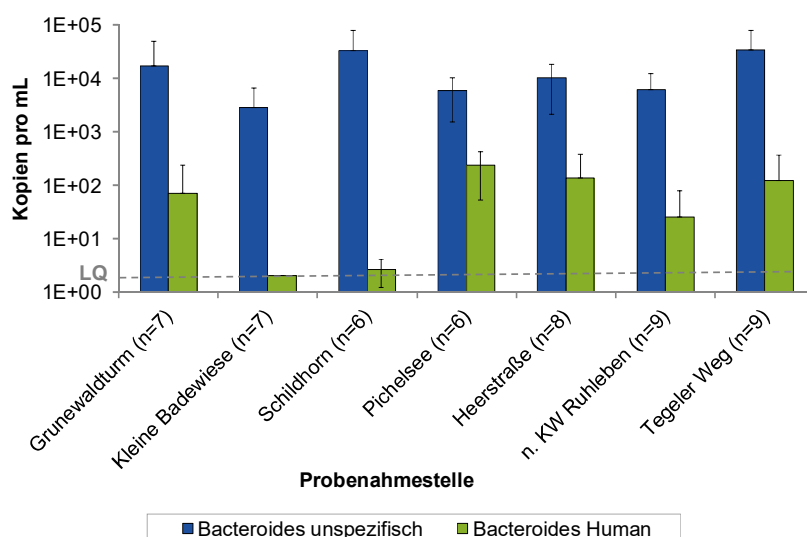 Kopien pro mL
1E+05
1E+04
1E+03
1E+02
1E+01
1E+00
LQ
Grunewaldturm (n=7)
Kleine Badewiese (n=7)
Schildhorn (n=6)
Pichelsee (n=6)
Heerstraße (n=8)
n. KW Ruhleben (n=9)
Tegeler Weg (n=9)
Probenahmestelle
Bacteroides unspezifisch Bacteroides Human